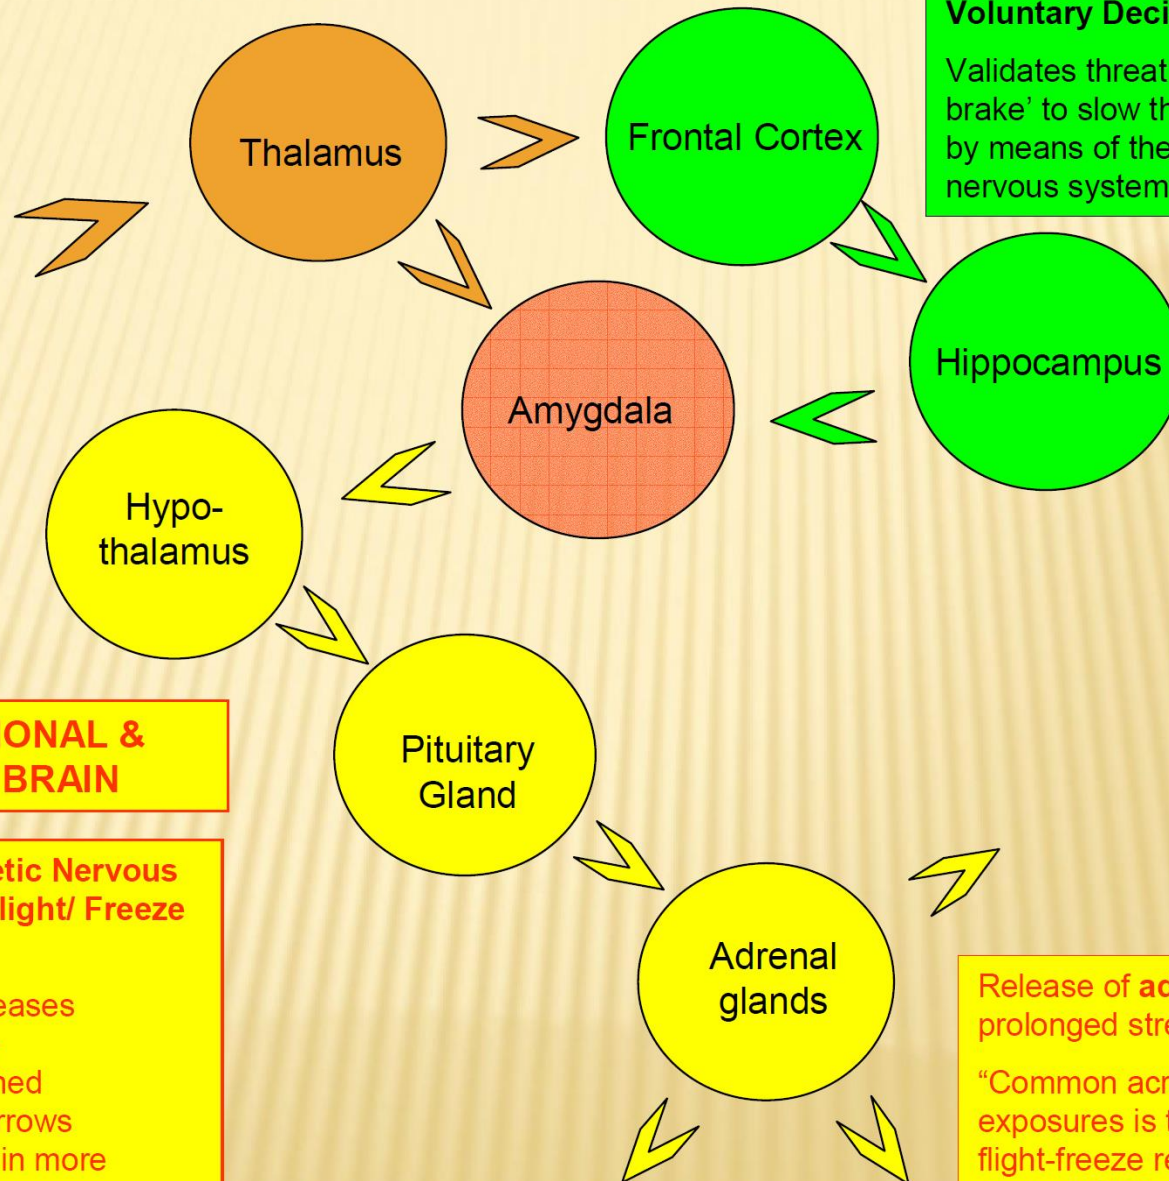 Voluntary Deci
Validates threat
brake’ to slow th
by means of the
nervous system
Thalamus
Frontal Cortex
Hippocampus
Amygdala
Hypo-
thalamus
Pituitary
Gland
IONAL &
BRAIN
etic Nervous
light/ Freeze
eases
ned
rrows
in more
Adrenal
glands
Release of ad
prolonged stre
“Common acr
exposures is t
flight-freeze re